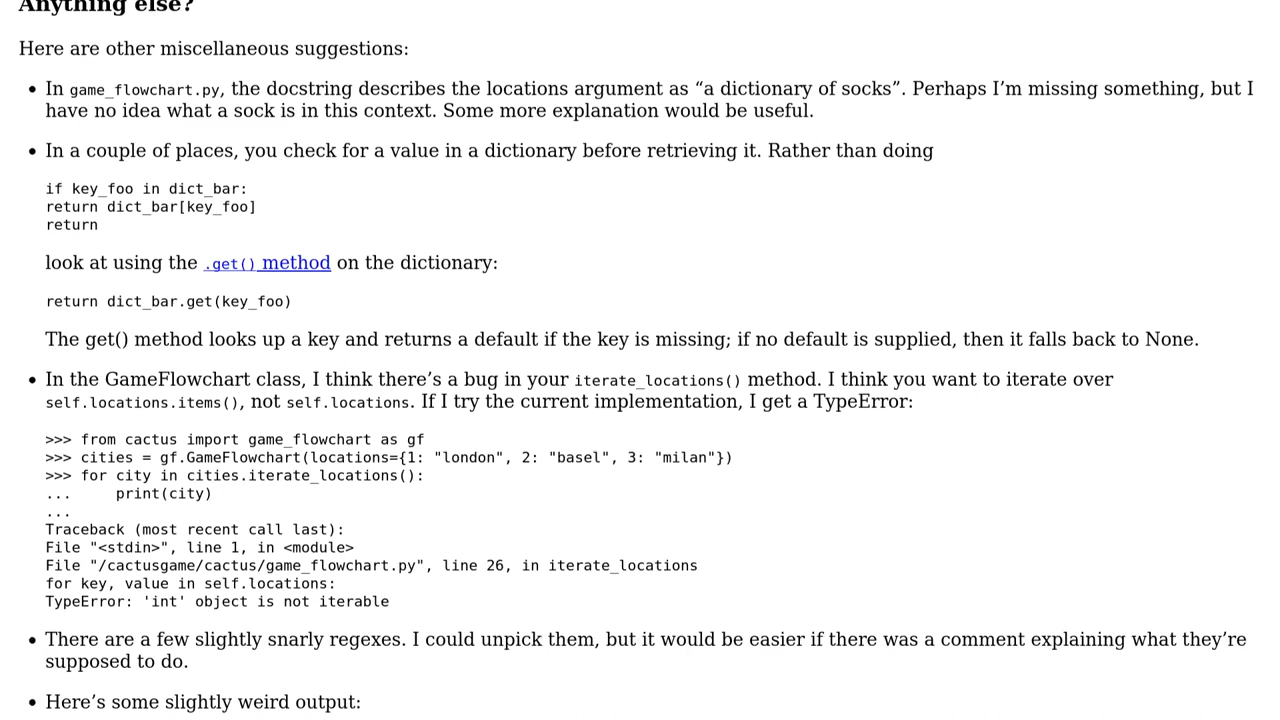 Anything else?
Here are other miscellaneous suggestions:
• In game_flowchart.py, the docstring describes the locations argument as “a dictionary of socks”. Perhaps I’m missing something, but I
have no idea what a sock is in this context. Some more explanation would be useful.
• In a couple of places, you check for a value in a dictionary before retrieving it. Rather than doing
if key_foo in dict_bar:
return dict_bar[key_foo]
return
look at using the .get() method on the dictionary:
return dict_bar.get(key_foo)
The get() method looks up a key and returns a default if the key is missing; if no default is supplied, then it falls back to None.
• In the GameFlowchart class, I think there’s a bug in your iterate_locations() method. I think you want to iterate over
self.locations.items(), not self.locations. If I try the current implementation, I get a TypeError:
>>> from cactus import game_flowchart as gf
>>> cities = gf.GameFlowchart(locations={1: "london", 2: "basel", 3: "milan"})
>>> for city in cities.iterate_locations():
...     print(city)
...
Traceback (most recent call last):
File "<stdin>", line 1, in <module>
File "/cactusgame/cactus/game_flowchart.py", line 26, in iterate_locations
for key, value in self.locations:
TypeError: 'int' object is not iterable
• There are a few slightly snarly regexes. I could unpick them, but it would be easier if there was a comment explaining what they’re
supposed to do.
• Here’s some slightly weird output: